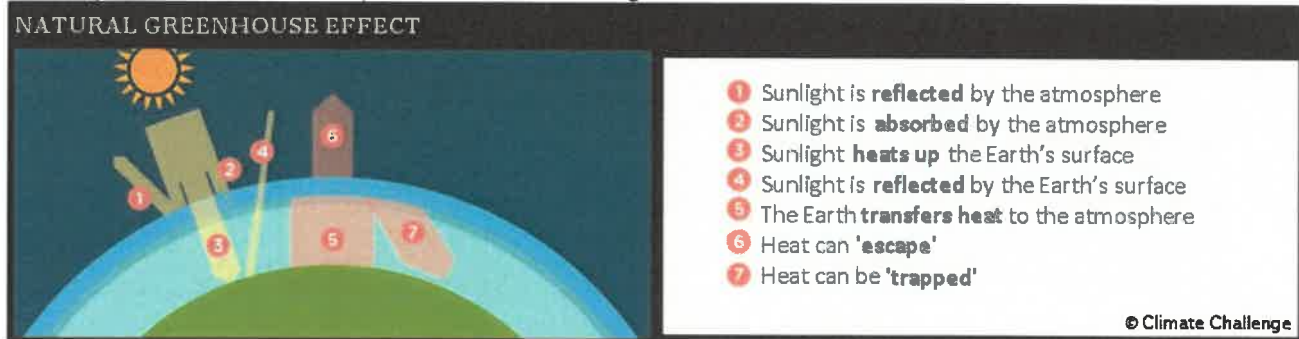 NATURAL GREENHOUSE EFFECT
1 Sunlight is reflected by the atmosphere
2 Sunlight is absorbed by the atmosphere
3 Sunlight heats up the Earth's surface
4 Sunlight is reflected by the Earth's surface
5 The Earth transfers heat to the atmosphere
6 Heat can 'escape'
7 Heat can be 'trapped'
1
2
3
4
5
6
7
© Climate Challenge